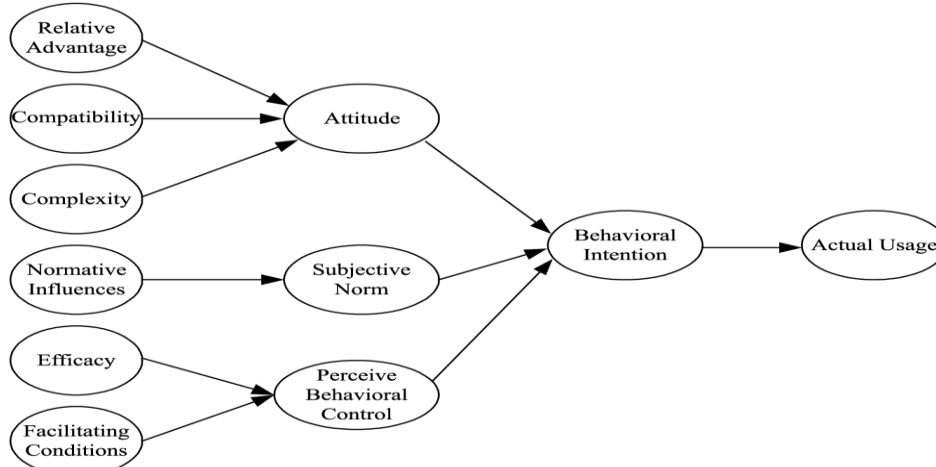 Relative
Advantage
Compatibility
Complexity
Normative
Influences
Efficacy
Facilitating
Conditions
Attitude
Subjective
Norm
Perceive
Behavioral
Control
Behavioral
Intention
Actual Usage